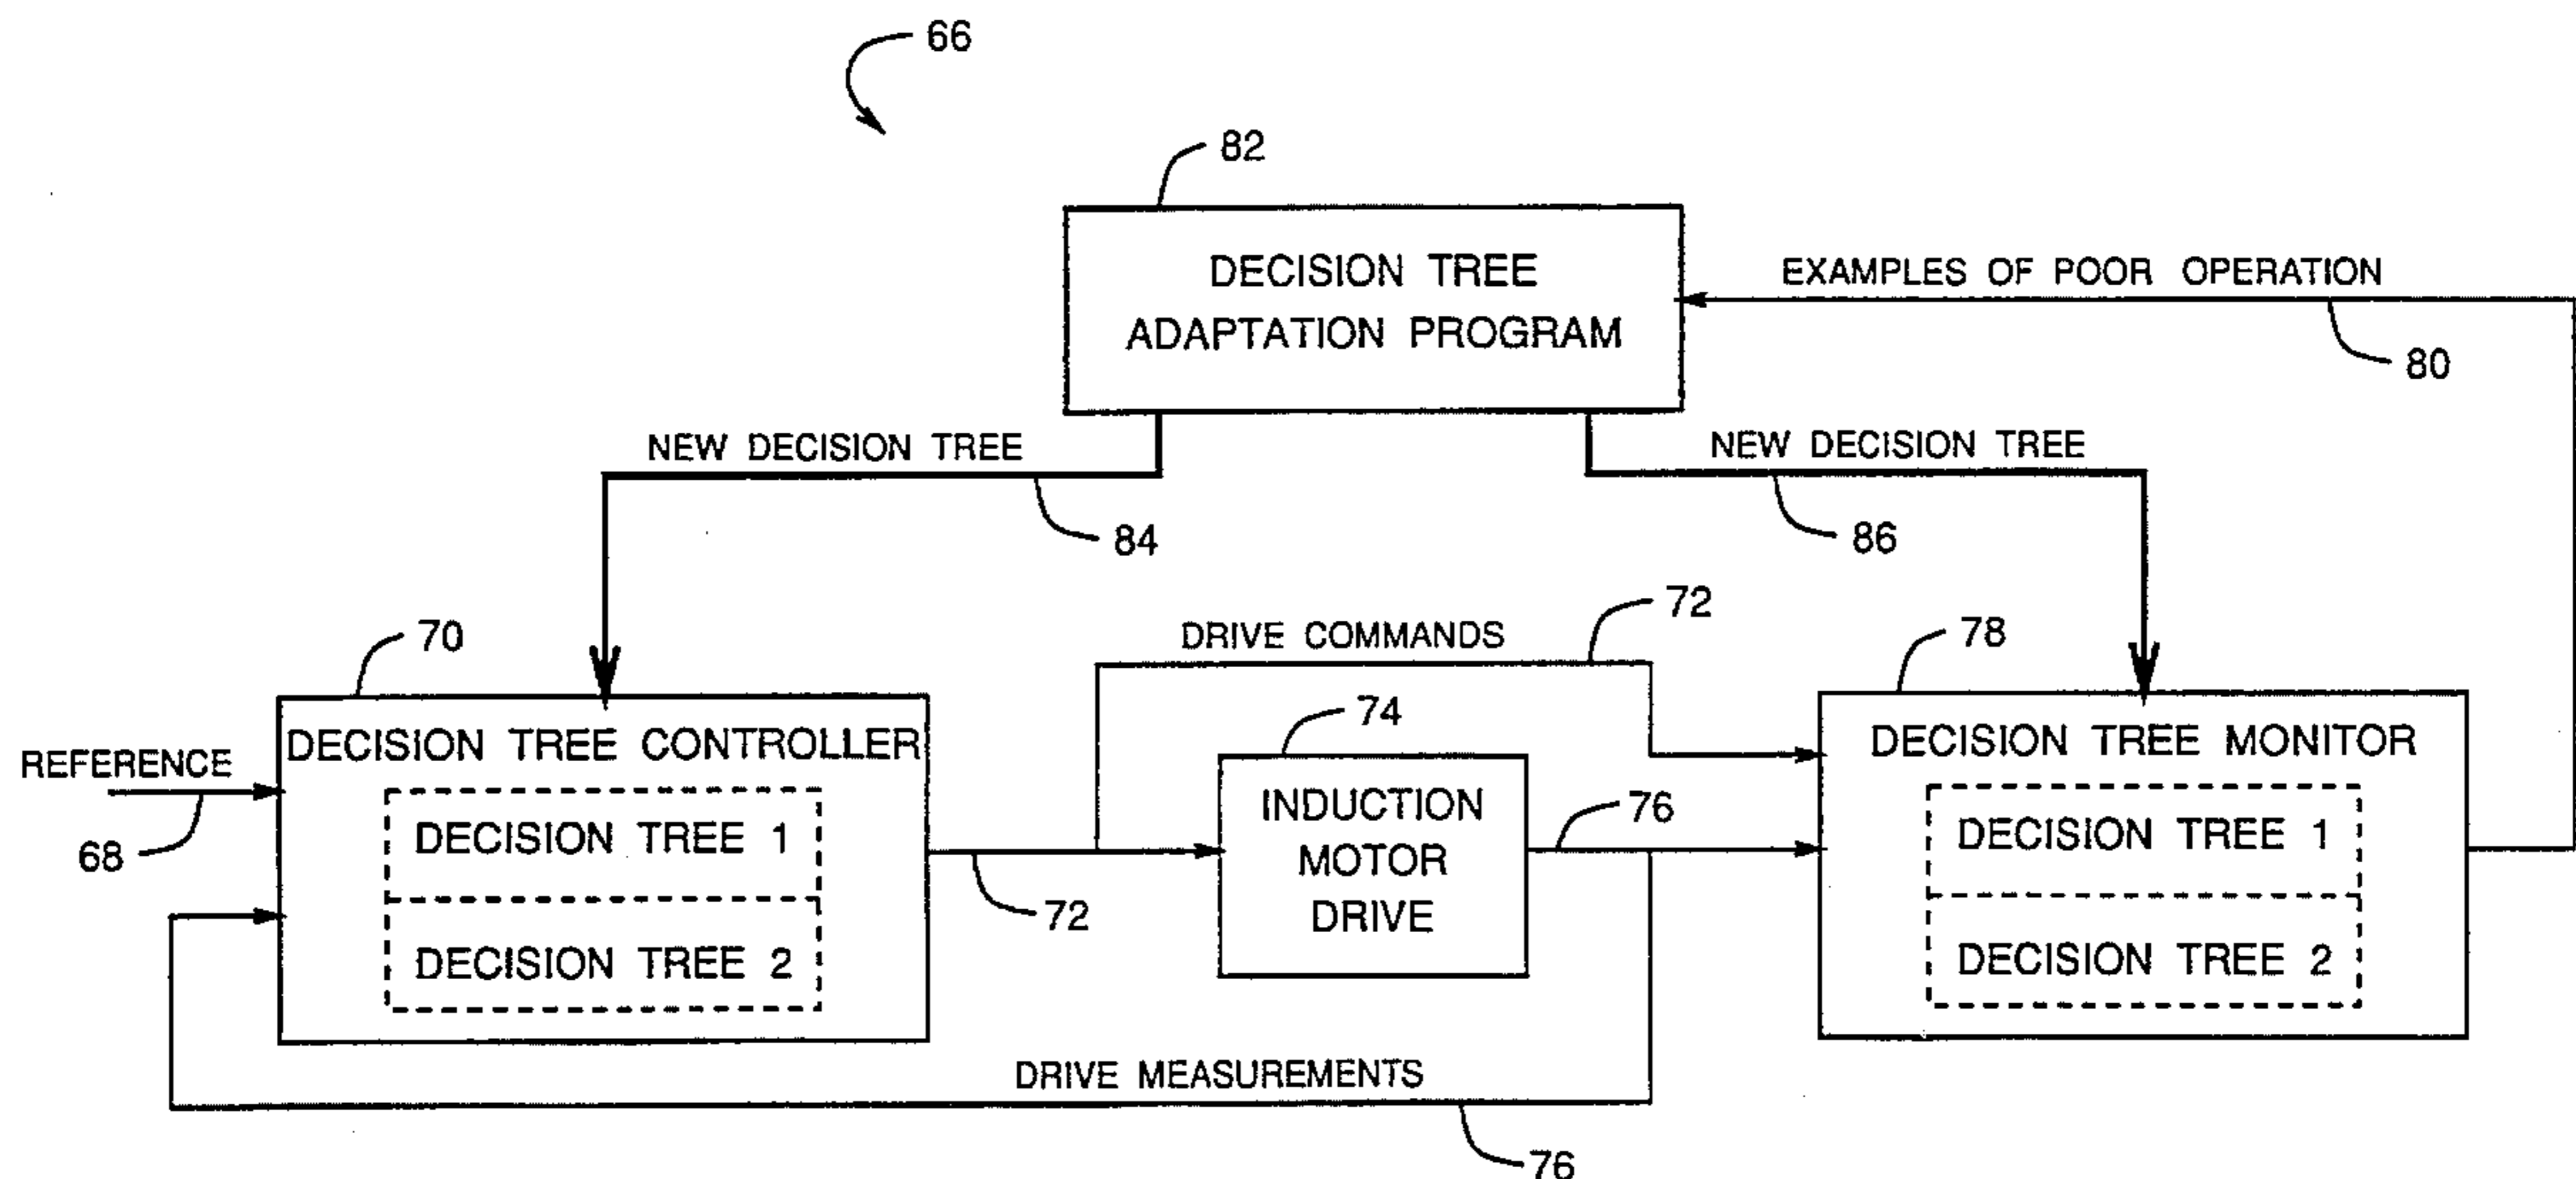 66
82
DECISION TREE
ADAPTATION PROGRAM
EXAMPLES OF POOR OPERATION
80
NEW DECISION TREE
84
NEW DECISION TREE
86
70
DRIVE COMMANDS
72
78
REFERENCE
68
DECISION TREE CONTROLLER
DECISION TREE 1
DECISION TREE 2
72
74
INDUCTION
MOTOR
DRIVE
76
DECISION TREE MONITOR
DECISION TREE 1
DECISION TREE 2
DRIVE MEASUREMENTS
76